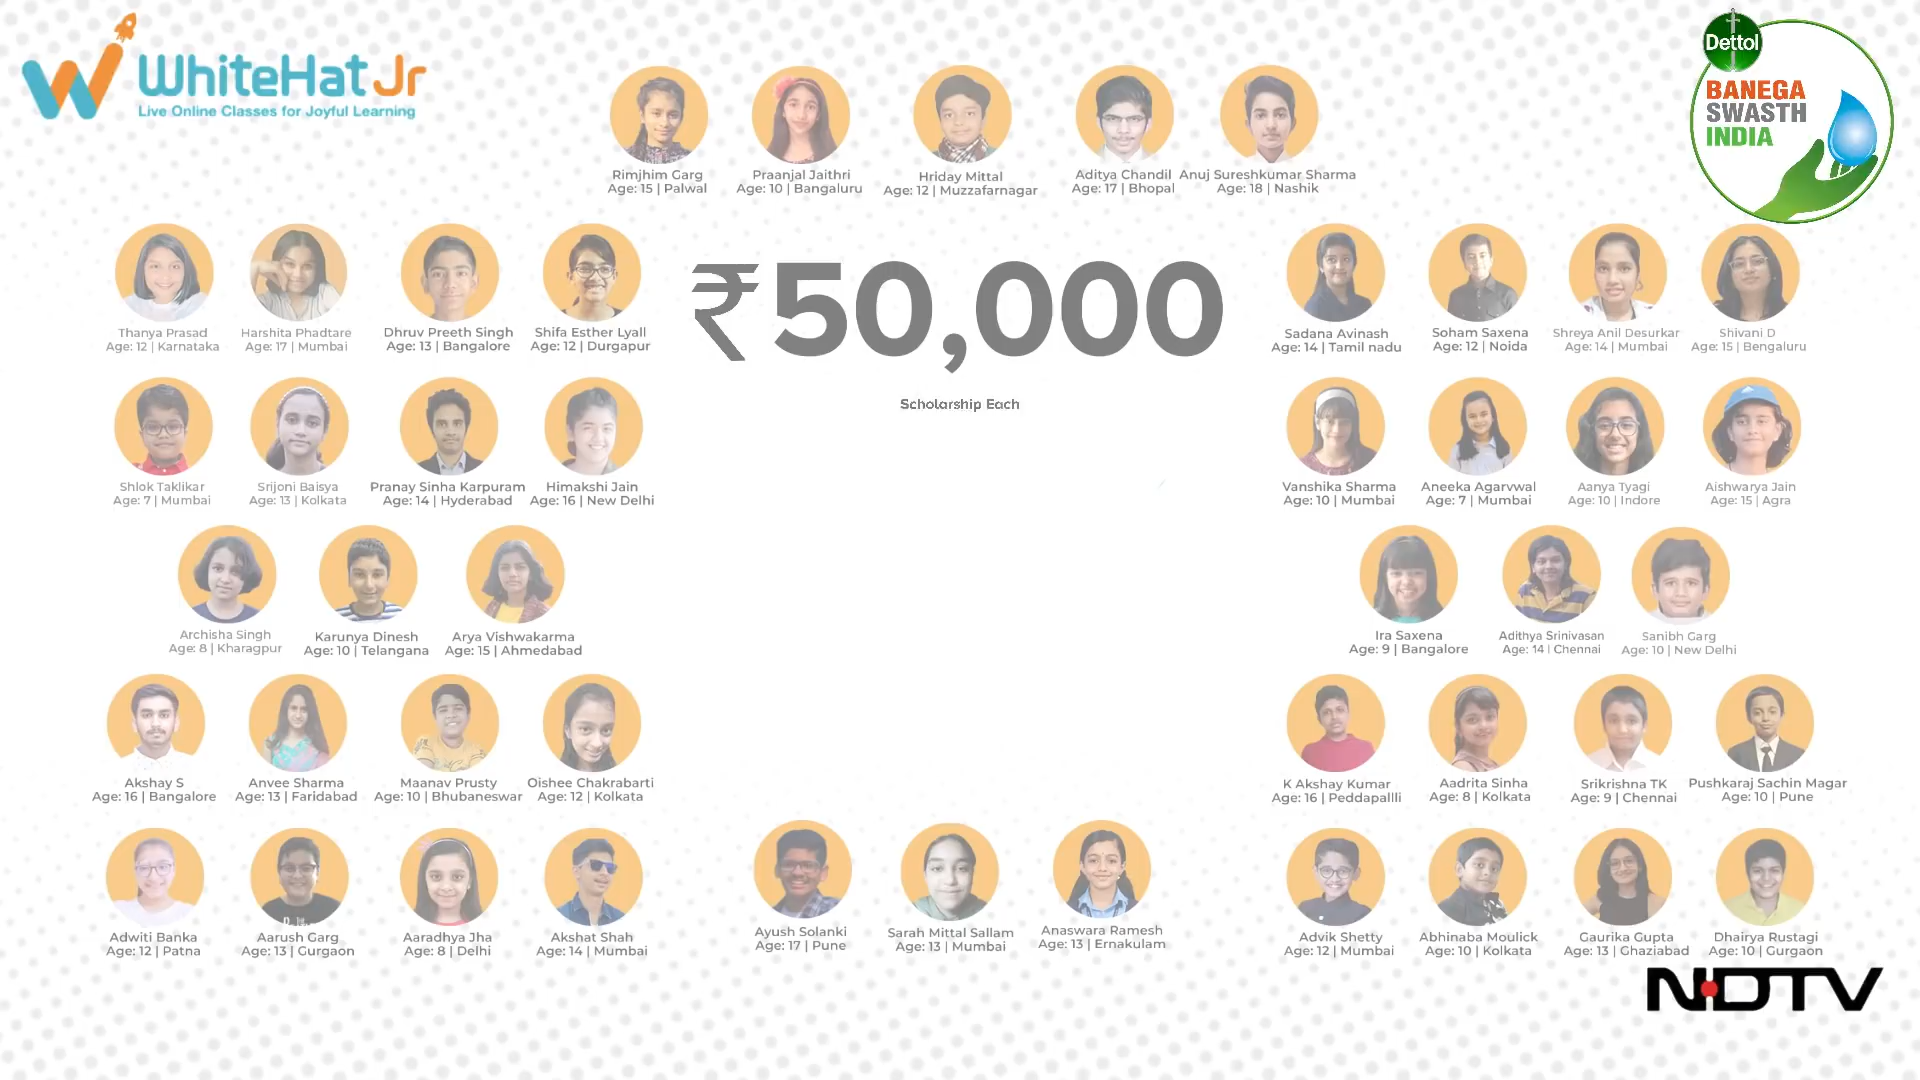 WhiteHat Jr
Live Online Classes for Joyful Learning
Dettol
BANEGA
SWASTH
INDIA
Rimjhim Garg
Age: 15 | Palwal
Praanjal Jaithri
Age: 10 | Bangaluru
Hriday Mittal
Age: 12 | Muzzafarnagar
Aditya Chandil
Age: 17 | Bhopal
Anuj Sureshkumar Sharma
Age: 18 | Nashik
Thanya Prasad
Age: 12 | Karnataka
Harshita Phadtare
Age: 17 | Mumbai
Dhruv Preeth Singh
Age: 13 | Bangalore
Shifa Esther Lyall
Age: 12 | Durgapur
₹50,000
Scholarship Each
Sadana Avinash
Age: 14 | Tamil nadu
Soham Saxena
Age: 12 | Noida
Shreya Anil Desurkar
Age: 14 | Mumbai
Shivani D
Age: 15 | Bengaluru
Shlok Taklikar
Age: 7 | Mumbai
Srijoni Baisya
Age: 13 | Kolkata
Pranay Sinha Karpuram
Age: 14 | Hyderabad
Himakshi Jain
Age: 16 | New Delhi
Vanshika Sharma
Age: 10 | Mumbai
Aneeka Agarvwal
Age: 7 | Mumbai
Aanya Tyagi
Age: 10 | Indore
Aishwarya Jain
Age: 15 | Agra
Archisha Singh
Age: 8 | Kharagpur
Karunya Dinesh
Age: 10 | Telangana
Arya Vishwakarma
Age: 15 | Ahmedabad
Ira Saxena
Age: 9 | Bangalore
Adithya Srinivasan
Age: 14 | Chennai
Sanibh Garg
Age: 10 | New Delhi
Akshay S
Age: 16 | Bangalore
Anvee Sharma
Age: 13 | Faridabad
Maanav Prusty
Age: 10 | Bhubaneswar
Oishee Chakrabarti
Age: 12 | Kolkata
K Akshay Kumar
Age: 16 | Peddapallli
Aadrita Sinha
Age: 8 | Kolkata
Srikrishna TK
Age: 9 | Chennai
Pushkaraj Sachin Magar
Age: 10 | Pune
Adwiti Banka
Age: 12 | Patna
Aarush Garg
Age: 13 | Gurgaon
Aaradhya Jha
Age: 8 | Delhi
Akshat Shah
Age: 14 | Mumbai
Ayush Solanki
Age: 17 | Pune
Sarah Mittal Sallam
Age: 13 | Mumbai
Anaswara Ramesh
Age: 13 | Ernakulam
Advik Shetty
Age: 12 | Mumbai
Abhinaba Moulick
Age: 10 | Kolkata
Gaurika Gupta
Age: 13 | Ghaziabad
Dhairya Rustagi
Age: 10 | Gurgaon
NDTV